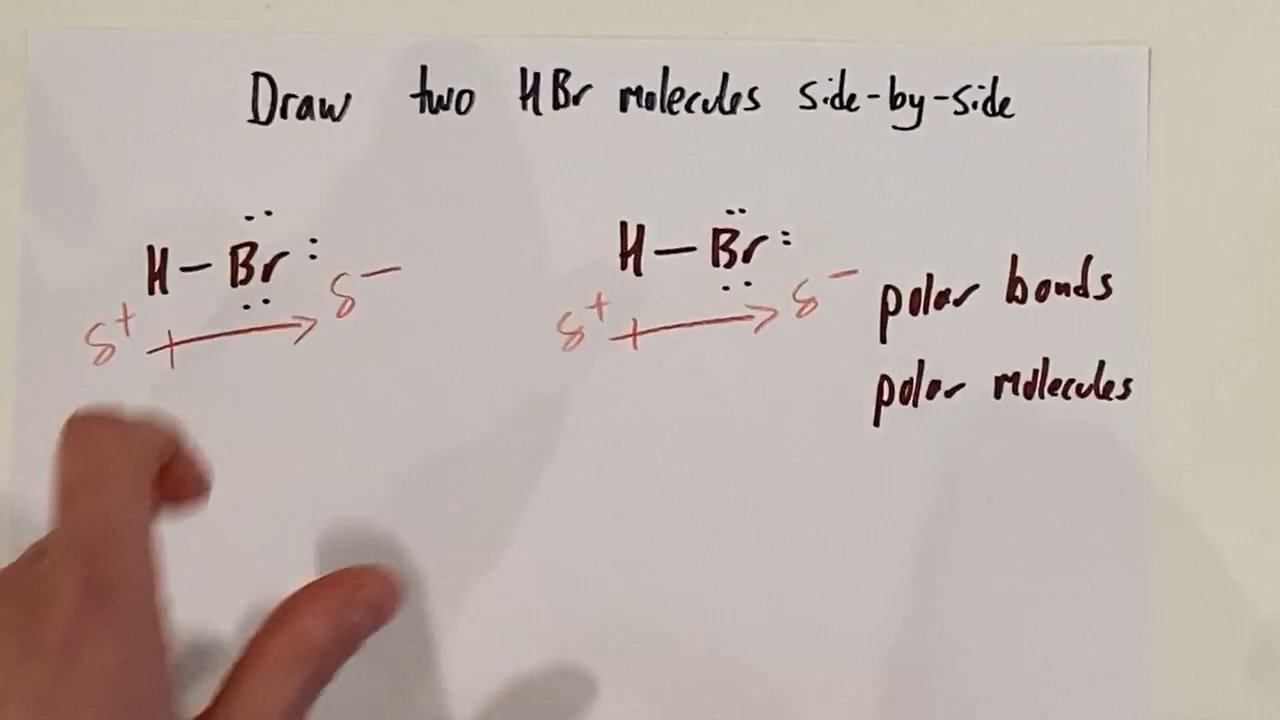 Draw two HBr molecules side-by-side
H–Br: H–Br:
δ+ δ− δ+ δ−
polar bonds
polar molecules